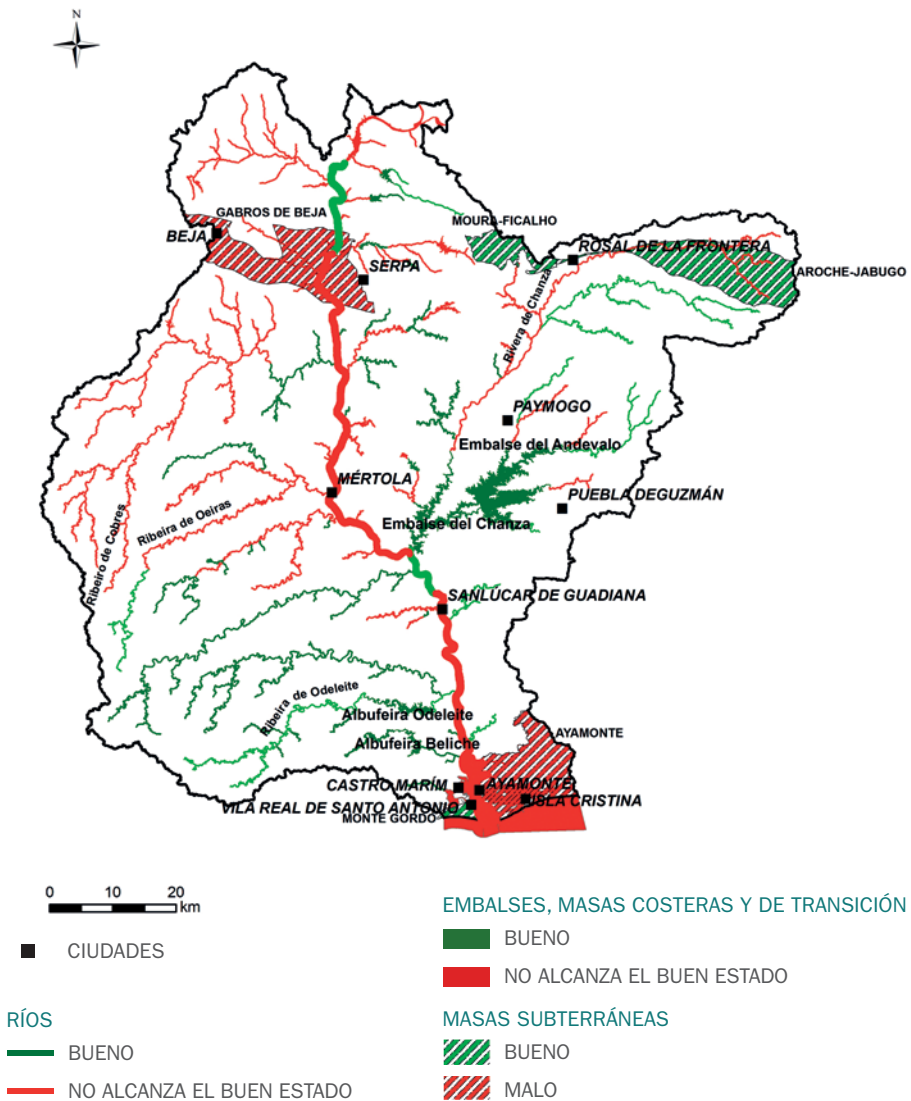 N
GABROS DE BEJA
MOURA-FICALHO
BEJA
ROSAL DE LA FRONTERA
SERPA
AROCHE-JABUGO
Rivera de Chanza
PAYMOGO
Embalse del Andevalo
MÉRTOLA
PUEBLA DEGUZMÁN
Embalse del Chanza
Ribeira de Oeiras
Ribeiro de Cobres
SANLÚCAR DE GUADIANA
Ribeira de Odeleite
Albufeira Odeleite
AYAMONTE
Albufeira Beliche
CASTRO MARÍM
AYAMONTE
ISLA CRISTINA
VILA REAL DE SANTO ANTONIO
MONTE GORDO
0 10 20
km
CIUDADES
RÍOS
BUENO
NO ALCANZA EL BUEN ESTADO
EMBALSES, MASAS COSTERAS Y DE TRANSICIÓN
BUENO
NO ALCANZA EL BUEN ESTADO
MASAS SUBTERRÁNEAS
BUENO
MALO